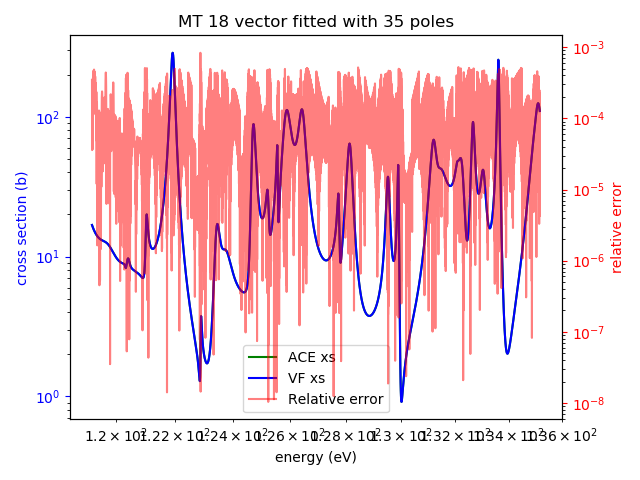 MT 18 vector fitted with 35 poles
10²
10¹
10⁰
cross section (b)
10⁻³
10⁻⁴
10⁻⁵
10⁻⁶
10⁻⁷
10⁻⁸
relative error
ACE xs
VF xs
Relative error
1.2 × 10² 1.22 × 10² 1.24 × 10² 1.26 × 10² 1.28 × 10² 1.3 × 10² 1.32 × 10² 1.34 × 10² 1.36 × 10²
energy (eV)